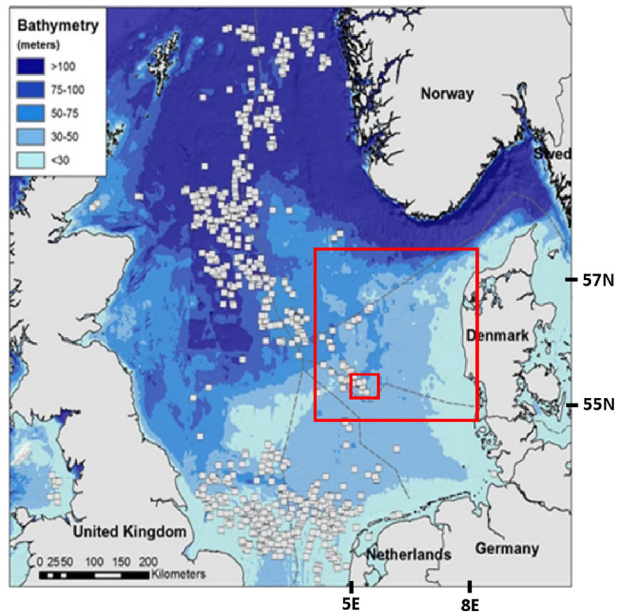 Bathymetry
(meters)
>100
75-100
50-75
30-50
<30
Norway
Swed
57N
Denmark
55N
United Kingdom
Netherlands
Germany
0 25 50 100 150 200
Kilometers
5E
8E